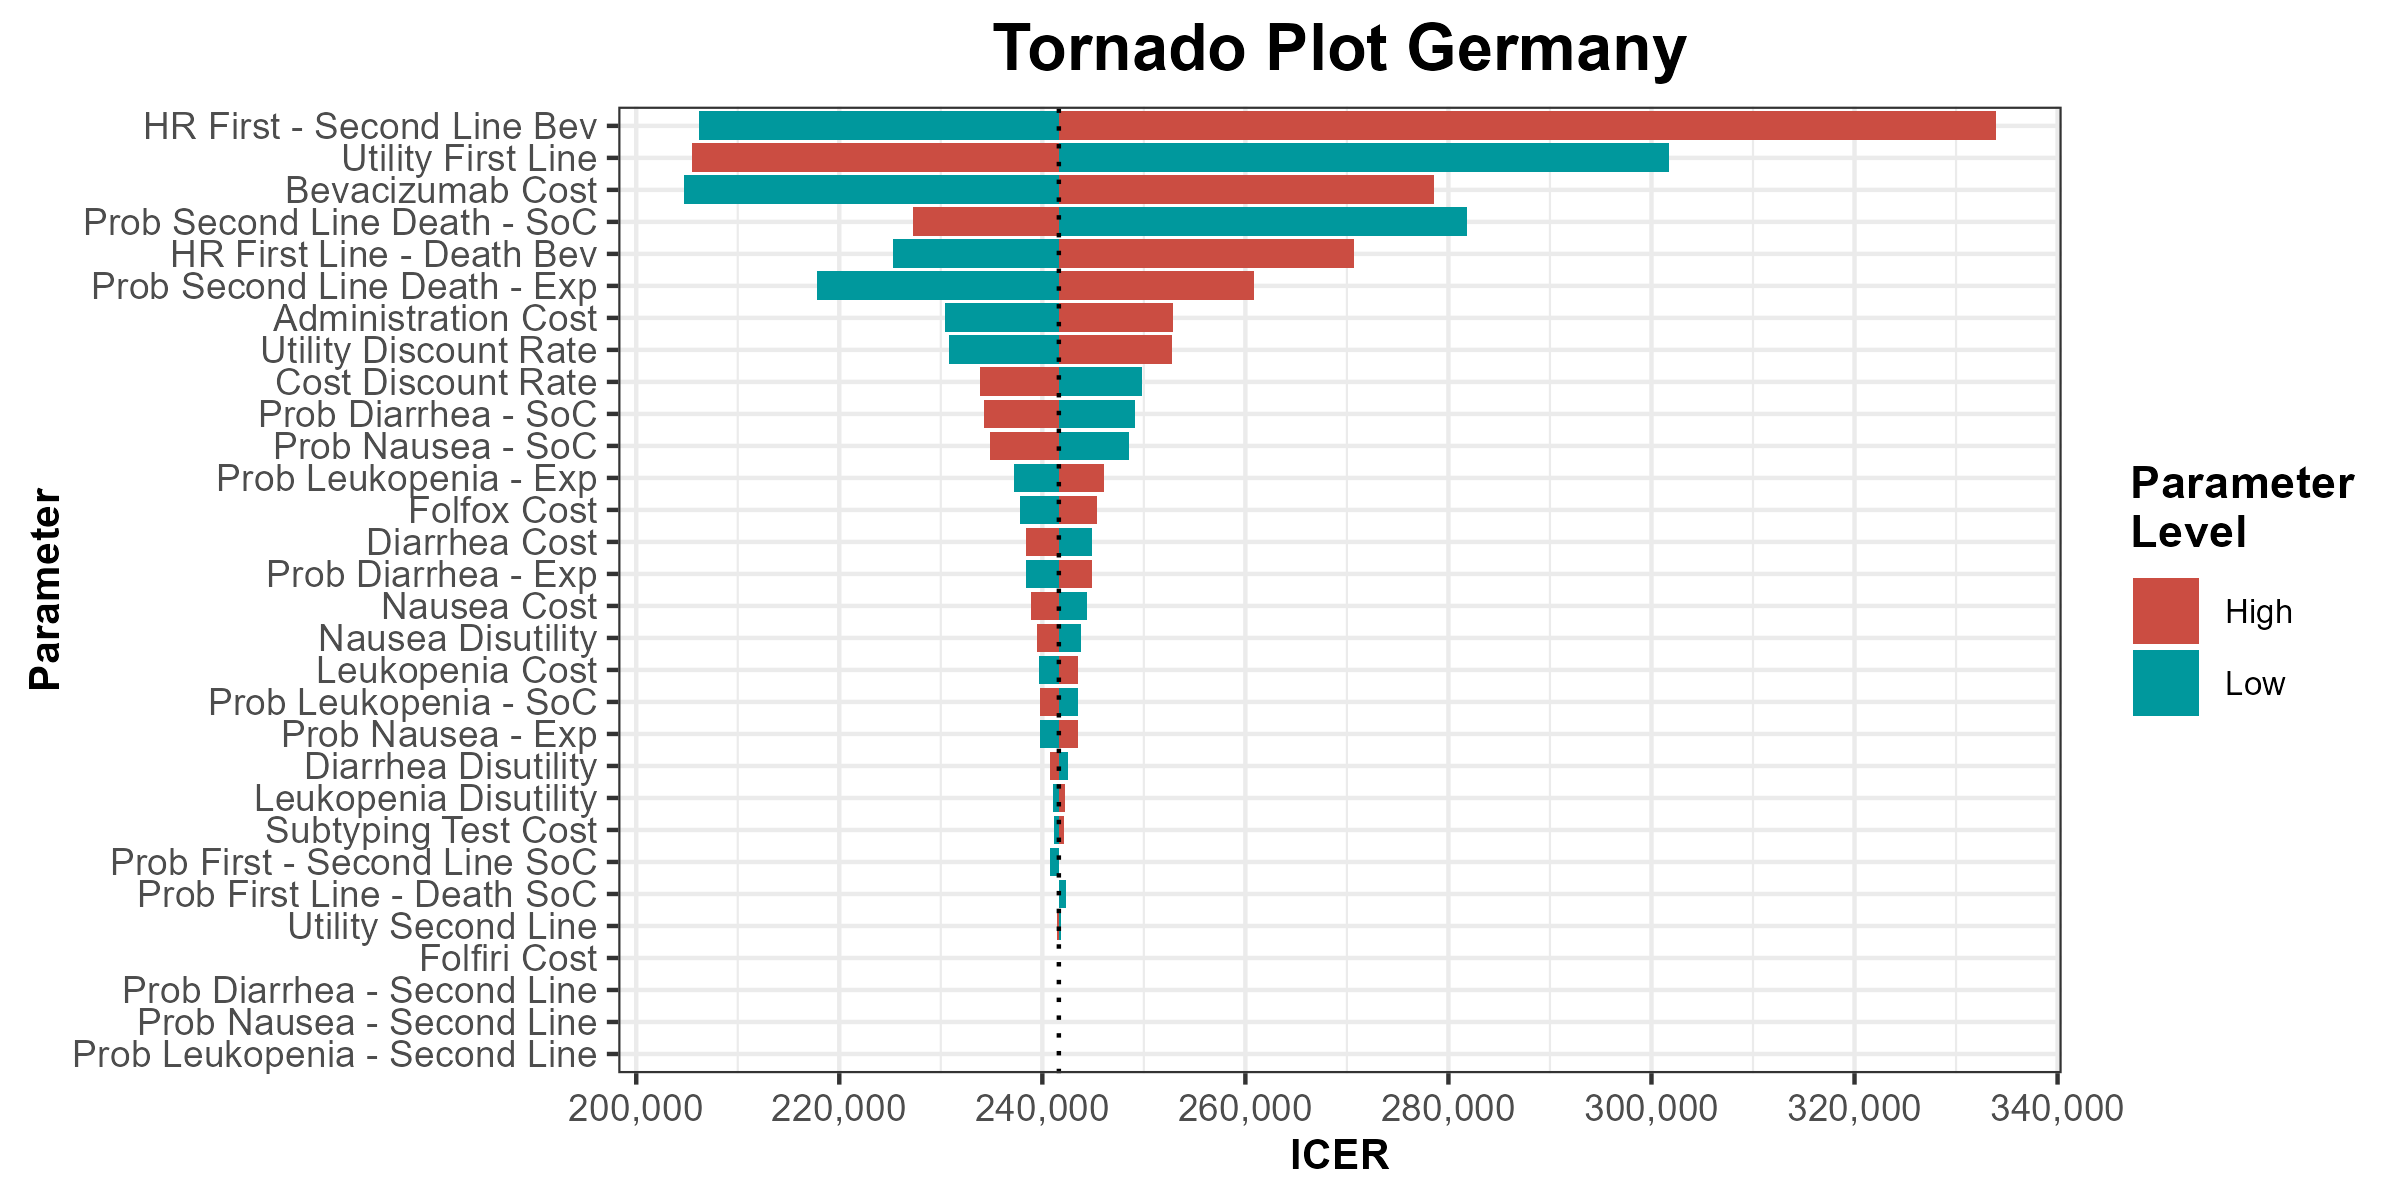 Tornado Plot Germany
HR First - Second Line Bev
Utility First Line
Bevacizumab Cost
Prob Second Line Death - SoC
HR First Line - Death Bev
Prob Second Line Death - Exp
Administration Cost
Utility Discount Rate
Cost Discount Rate
Prob Diarrhea - SoC
Prob Nausea - SoC
Prob Leukopenia - Exp
Folfox Cost
Diarrhea Cost
Prob Diarrhea - Exp
Nausea Cost
Nausea Disutility
Leukopenia Cost
Prob Leukopenia - SoC
Prob Nausea - Exp
Diarrhea Disutility
Leukopenia Disutility
Subtyping Test Cost
Prob First - Second Line SoC
Prob First Line - Death SoC
Utility Second Line
Folfiri Cost
Prob Diarrhea - Second Line
Prob Nausea - Second Line
Prob Leukopenia - Second Line
Parameter
200,000 220,000 240,000 260,000 280,000 300,000 320,000 340,000
ICER
Parameter
Level
High
Low